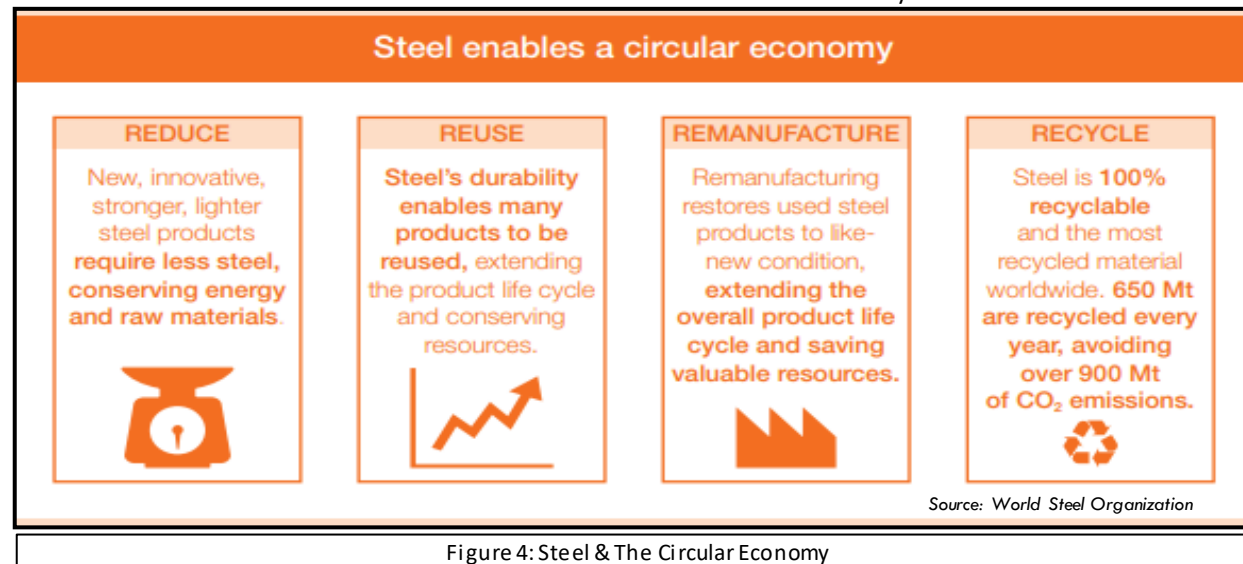 Steel enables a circular economy
REDUCE
New, innovative,
stronger, lighter
steel products
require less steel,
conserving energy
and raw materials.
REUSE
Steel's durability
enables many
products to be
reused, extending
the product life cycle
and conserving
resources.
REMANUFACTURE
Remanufacturing
restores used steel
products to like-
new condition,
extending the
overall product life
cycle and saving
valuable resources.
RECYCLE
Steel is 100%
recyclable
and the most
recycled material
worldwide. 650 Mt
are recycled every
year, avoiding
over 900 Mt
of CO₂ emissions.
Source: World Steel Organization
Figure 4: Steel & The Circular Economy